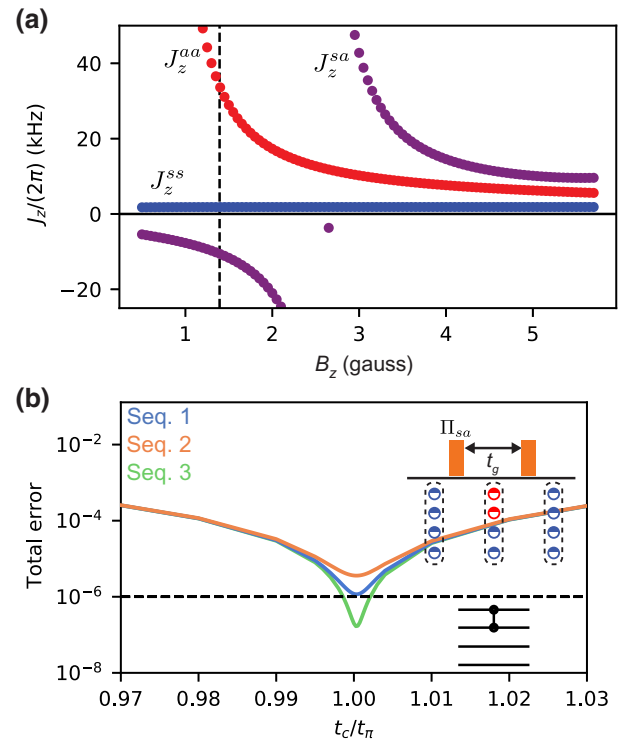 (a)
J_z^{aa}
J_z^{sa}
J_z^{ss}
J_z/(2π) (kHz)
40
20
0
−20
1 2 3 4 5
B_z (gauss)
(b)
Seq. 1
Seq. 2
Seq. 3
Π_{sa}
t_g
Total error
10^{-2}
10^{-4}
10^{-6}
10^{-8}
0.97 0.98 0.99 1.00 1.01 1.02 1.03
t_c/t_π